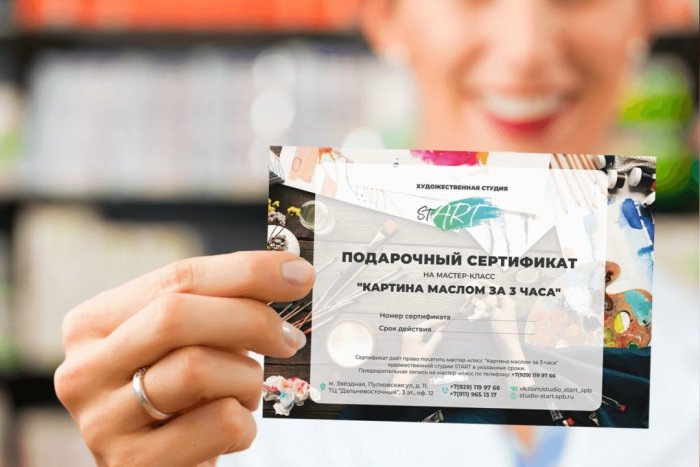 ХУДОЖЕСТВЕННАЯ СТУДИЯ
stART
ПОДАРОЧНЫЙ СЕРТИФИКАТ
НА МАСТЕР-КЛАСС
"КАРТИНА МАСЛОМ ЗА 3 ЧАСА"
Номер сертификата
Срок действия
Сертификат даёт право посетить мастер-класс "Картина маслом за 3 часа"
художественной студии START в указанные сроки.
Предварительная запись на мастер-класс по телефону +7(929) 119 97 66
м. Звёздная, Пулковская ул, д. 11,
ТЦ "Дальневосточный", 3 эт., оф. 12
+7(929) 119 97 66
+7(911) 965 13 17
vk.com/studio_start_spb
studio-start.spb.ru